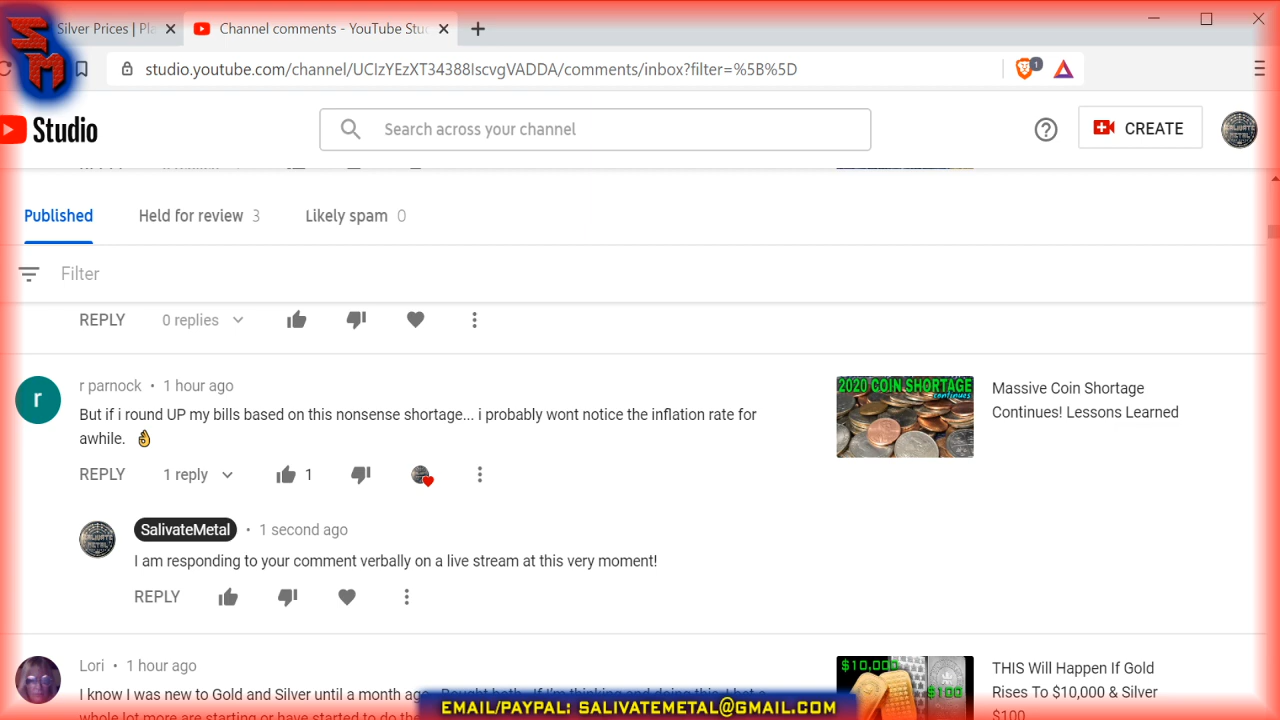 SM
Silver Prices | Pla
Channel comments - YouTube Stu
studio.youtube.com/channel/UCIzYEzXT34388IscvgVADDA/comments/inbox?filter=%5B%5D
1
Studio
Search across your channel
CREATE
SALIVATE METAL
Published
Held for review 3
Likely spam 0
Filter
REPLY 0 replies
r
r parnock • 1 hour ago
But if i round UP my bills based on this nonsense shortage... i probably wont notice the inflation rate for
awhile. 👌
REPLY 1 reply 1
2020 COIN SHORTAGE
continues
Massive Coin Shortage
Continues! Lessons Learned
SalivateMetal • 1 second ago
I am responding to your comment verbally on a live stream at this very moment!
REPLY
Lori • 1 hour ago
I know I was new to Gold and Silver until a month ago.
$10,000
$100
THIS Will Happen If Gold
Rises To $10,000 & Silver
$100
EMAIL/PAYPAL: SALIVATEMETAL@GMAIL.COM